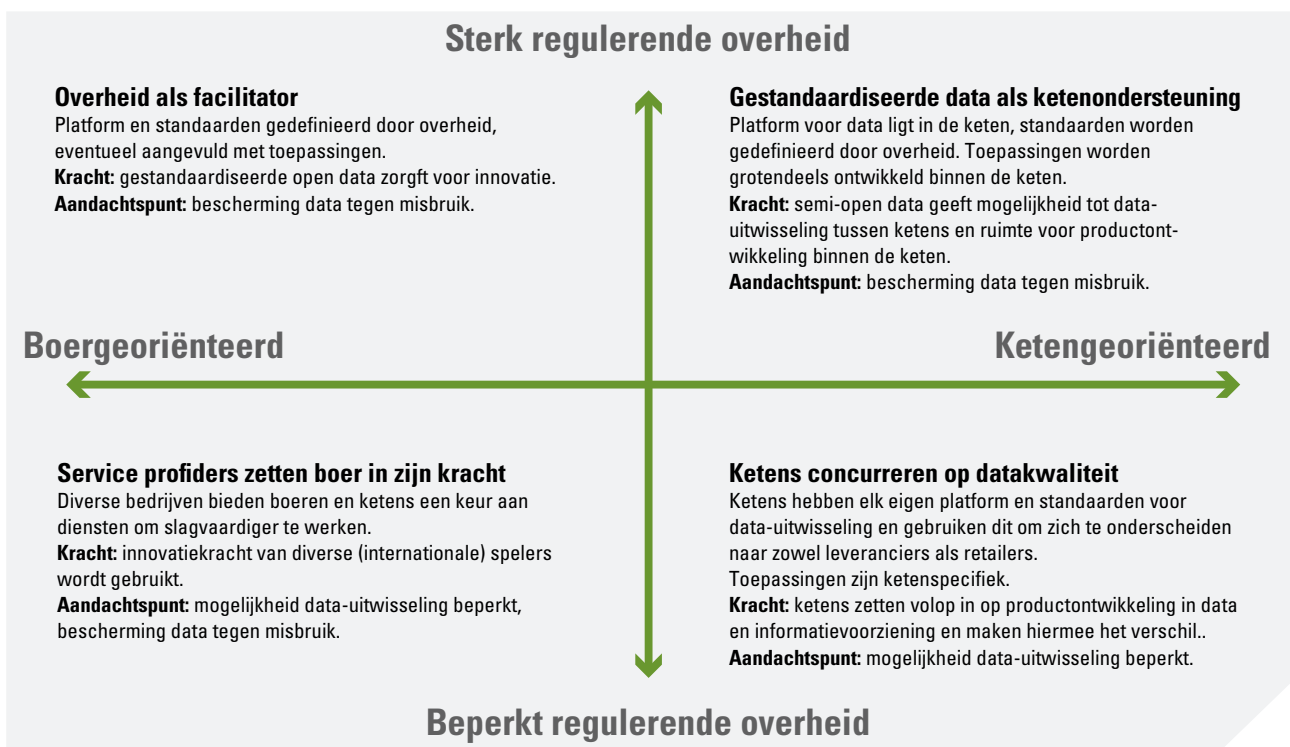 Sterk regulerende overheid
Overheid als facilitator
Platform en standaarden gedefinieerd door overheid,
eventueel aangevuld met toepassingen.
Kracht: gestandaardiseerde open data zorgft voor innovatie.
Aandachtspunt: bescherming data tegen misbruik.
Gestandaardiseerde data als ketenondersteuning
Platform voor data ligt in de keten, standaarden worden
gedefinieerd door overheid. Toepassingen worden
grotendeels ontwikkeld binnen de keten.
Kracht: semi-open data geeft mogelijkheid tot data-
uitwisseling tussen ketens en ruimte voor productont-
wikkeling binnen de keten.
Aandachtspunt: bescherming data tegen misbruik.
Boergeoriënteerd
Ketengeoriënteerd
Service profiders zetten boer in zijn kracht
Diverse bedrijven bieden boeren en ketens een keur aan
diensten om slagvaardiger te werken.
Kracht: innovatiekracht van diverse (internationale) spelers
wordt gebruikt.
Aandachtspunt: mogelijkheid data-uitwisseling beperkt,
bescherming data tegen misbruik.
Ketens concurreren op datakwaliteit
Ketens hebben elk eigen platform en standaarden voor
data-uitwisseling en gebruiken dit om zich te onderscheiden
naar zowel leveranciers als retailers.
Toepassingen zijn ketenspecifiek.
Kracht: ketens zetten volop in op productontwikkeling in data
en informatievoorziening en maken hiermee het verschil..
Aandachtspunt: mogelijkheid data-uitwisseling beperkt.
Beperkt regulerende overheid